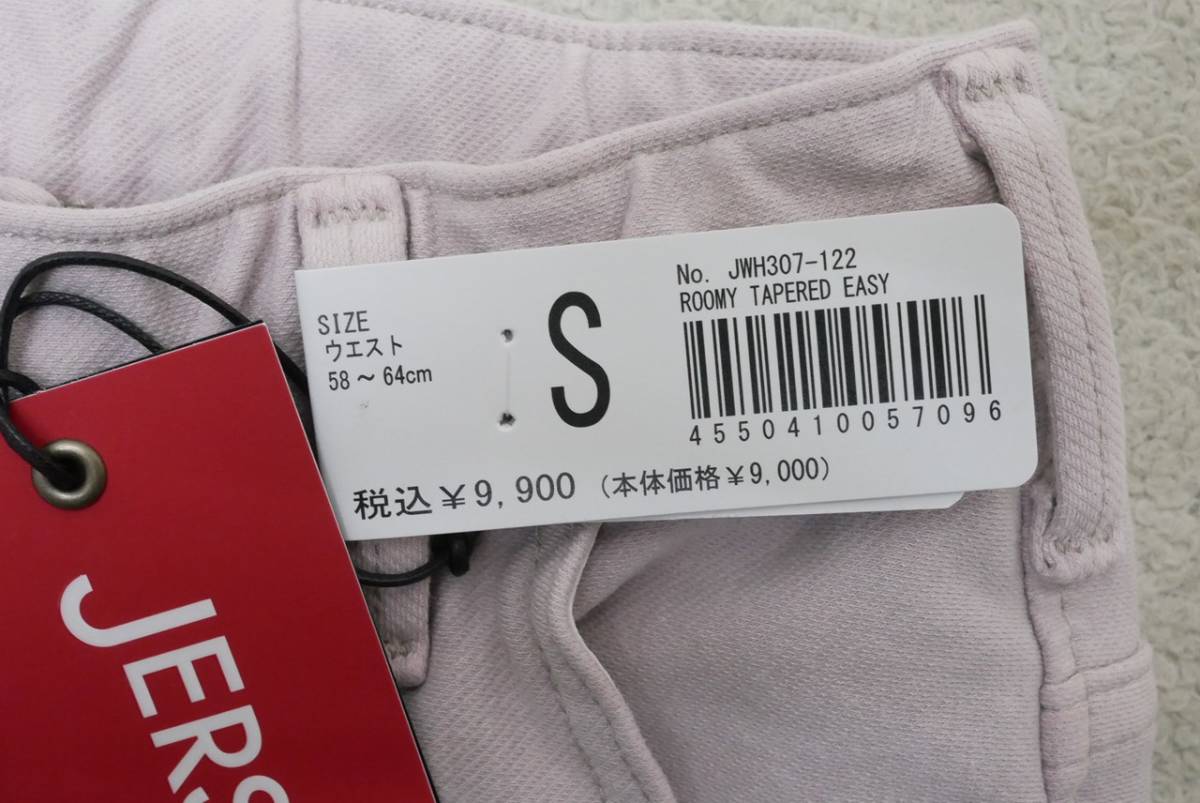 SIZE
ウエスト
58～64cm
S
No. JWH307-122
ROOMY TAPERED EASY
4550410057096
税込￥9,900 (本体価格￥9,000)
JERS